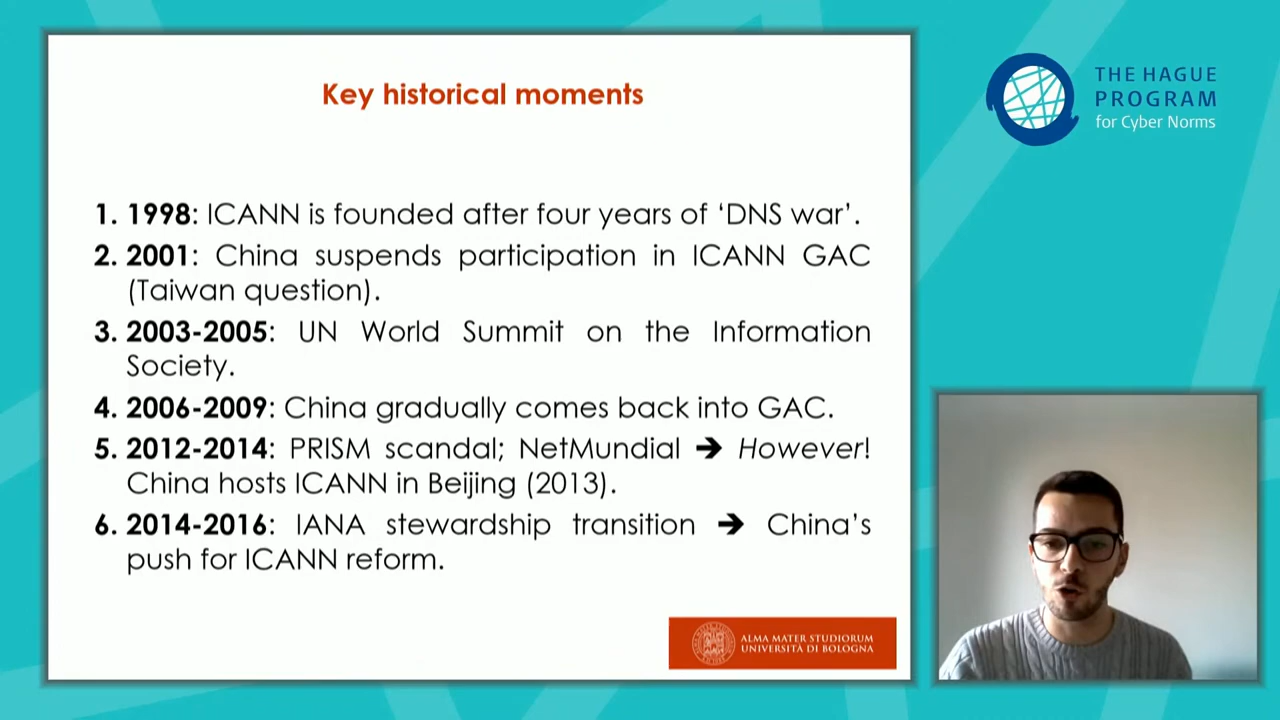 Key historical moments
1. 1998: ICANN is founded after four years of ‘DNS war’.
2. 2001: China suspends participation in ICANN GAC
(Taiwan question).
3. 2003-2005: UN World Summit on the Information
Society.
4. 2006-2009: China gradually comes back into GAC.
5. 2012-2014: PRISM scandal; NetMundial ➔ However!
China hosts ICANN in Beijing (2013).
6. 2014-2016: IANA stewardship transition ➔ China’s
push for ICANN reform.
ALMA MATER STUDIORUM
UNIVERSITÀ DI BOLOGNA
THE HAGUE
PROGRAM
for Cyber Norms